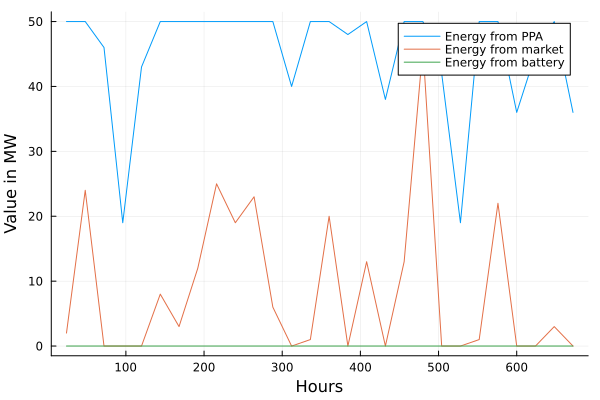 50
40
30
20
10
0
Value in MW
Energy from PPA
Energy from market
Energy from battery
100 200 300 400 500 600
Hours